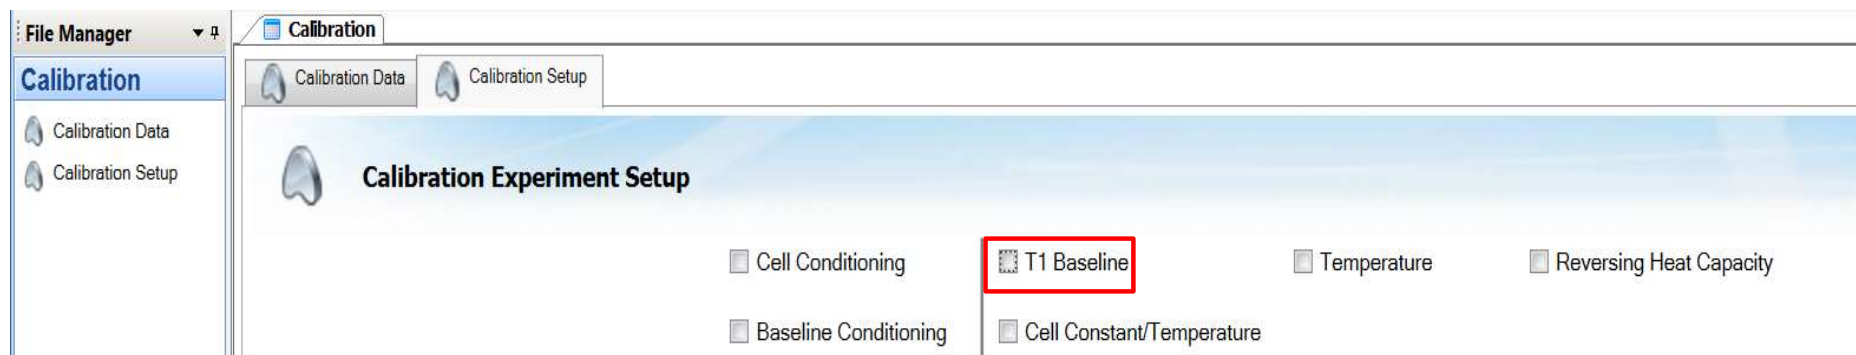 File Manager
Calibration
Calibration Data
Calibration Setup
Calibration
Calibration Data
Calibration Setup
Calibration Experiment Setup
Cell Conditioning
T1 Baseline
Temperature
Reversing Heat Capacity
Baseline Conditioning
Cell Constant/Temperature